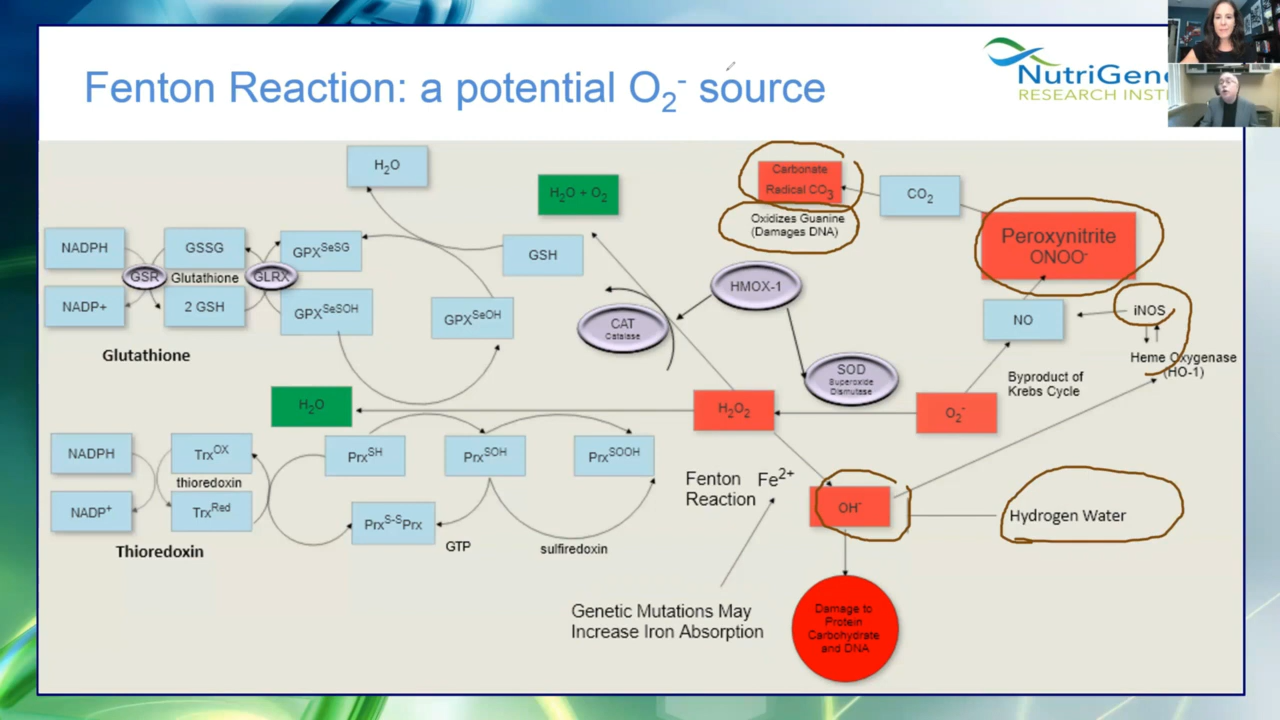 Fenton Reaction: a potential O₂⁻ source
NutriGene
RESEARCH INSTI
H₂O
H₂O + O₂
Carbonate
Radical CO₃
CO₂
Oxidizes Guanine
(Damages DNA)
Peroxynitrite
ONOO⁻
NADPH
GSSG
GPX^SeSG
GSH
GSR
Glutathione
GLRX
HMOX-1
NADP+
2 GSH
GPX^SeSOH
GPX^SeOH
CAT
Catalase
NO
iNOS
Glutathione
Heme Oxygenase
(HO-1)
SOD
Superoxide
Dismutase
Byproduct of
Krebs Cycle
H₂O
H₂O₂
O₂⁻
NADPH
Trx^OX
Prx^SH
Prx^SOH
Prx^SOOH
thioredoxin
Fenton
Reaction
Fe²⁺
NADP⁺
Trx^Red
Prx^S-SPrx
OH⁻
Hydrogen Water
GTP
sulfiredoxin
Thioredoxin
Genetic Mutations May
Increase Iron Absorption
Damage to
Protein
Carbohydrate
and DNA